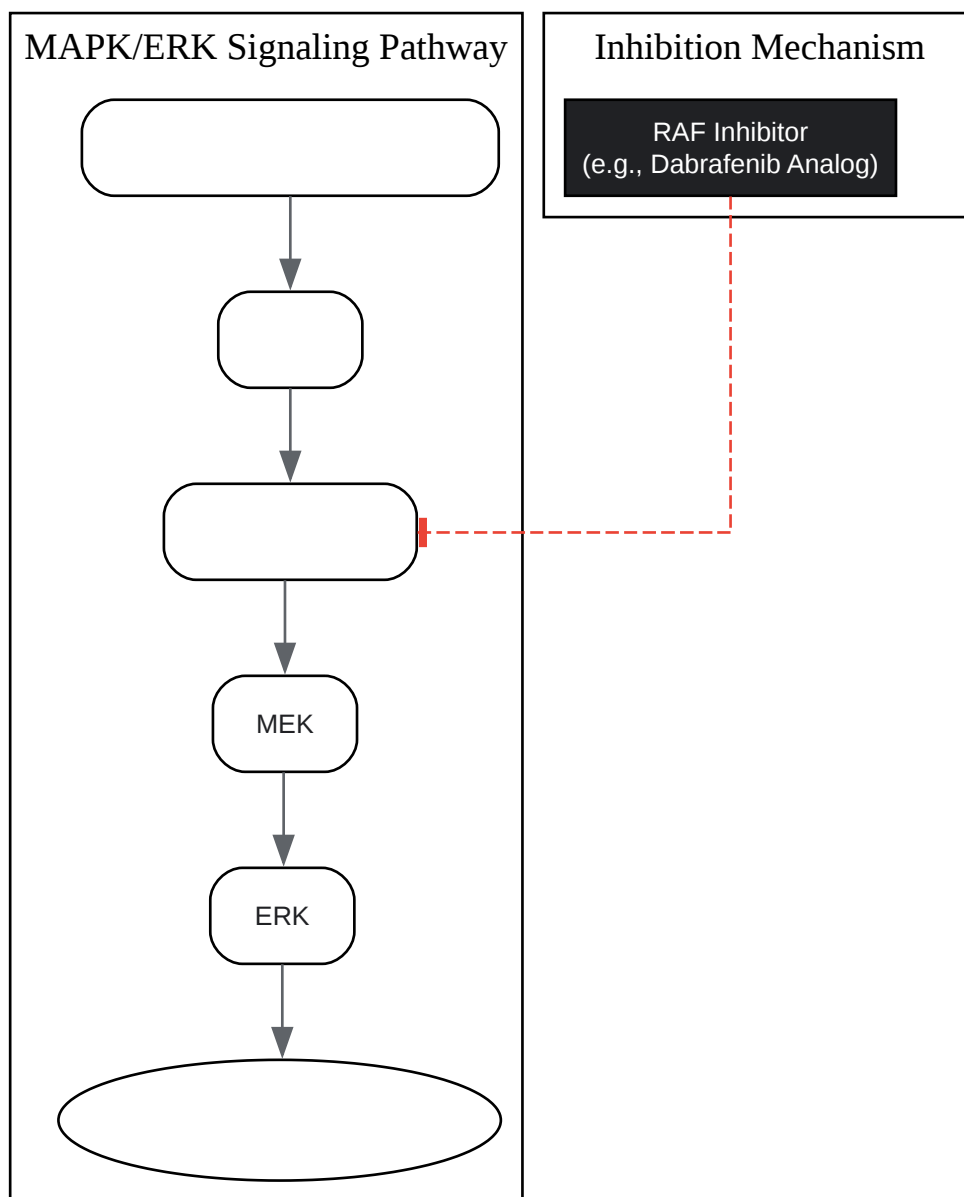 MAPK/ERK Signaling Pathway
Inhibition Mechanism
RAF Inhibitor
(e.g., Dabrafenib Analog)
MEK
ERK